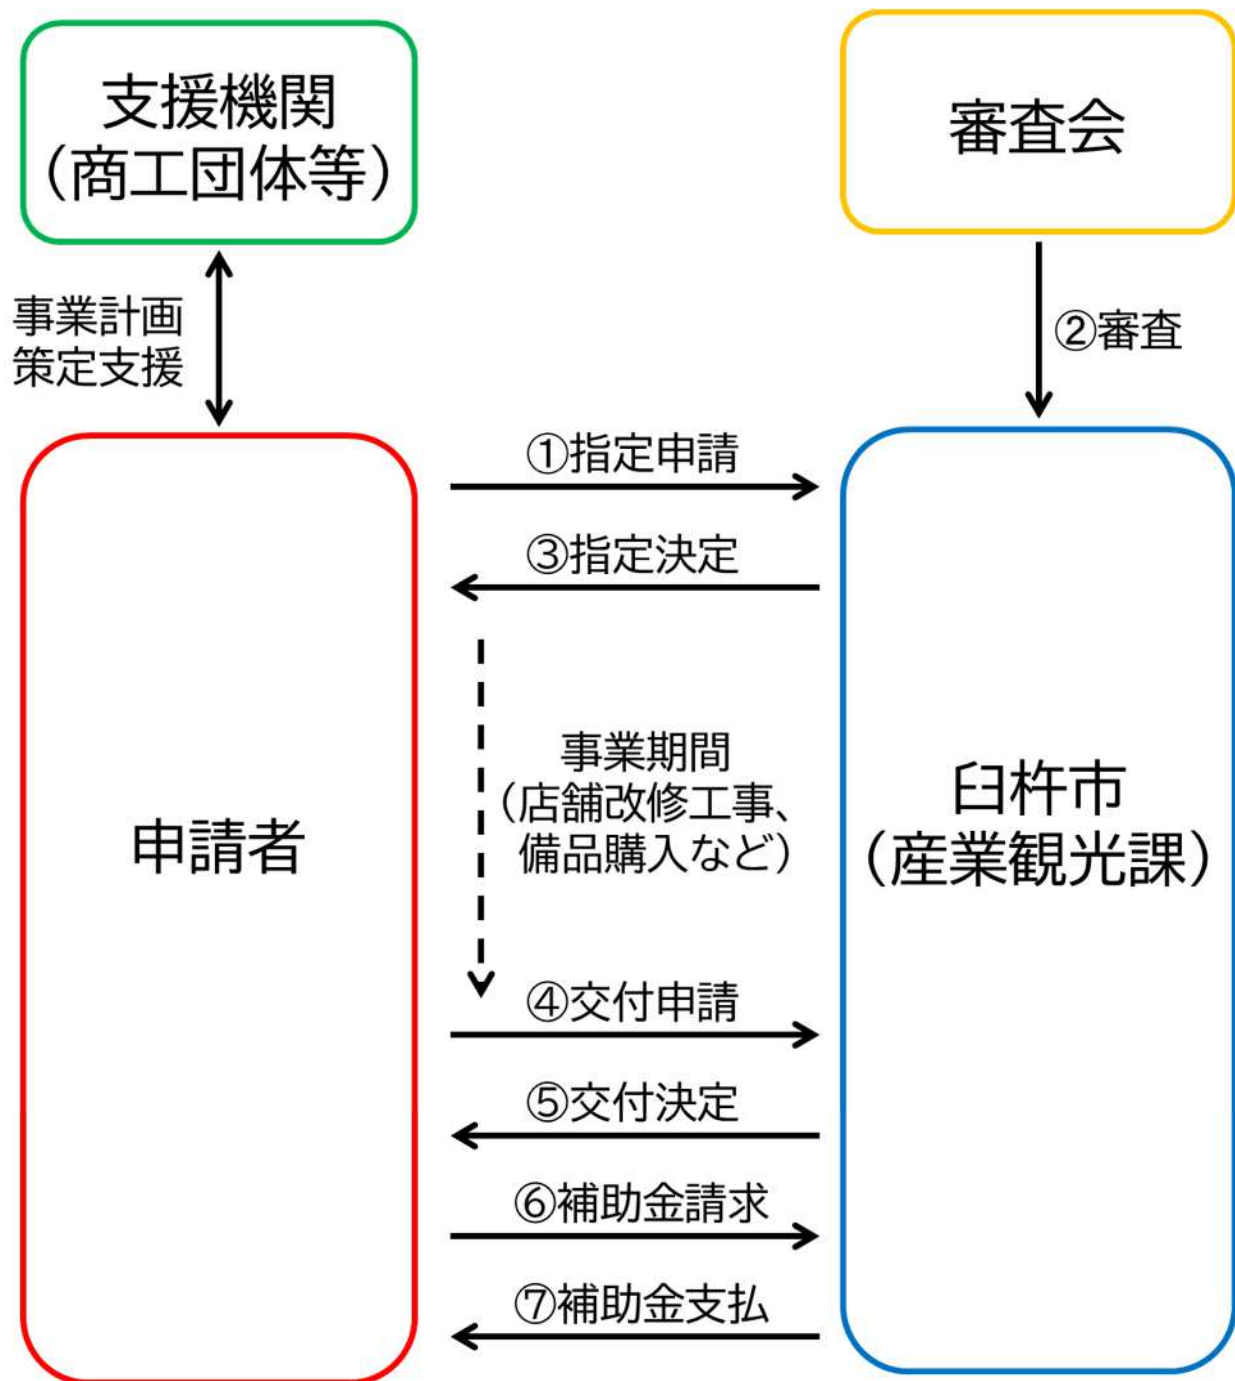 支援機関
（商工団体等）
審査会
事業計画
策定支援
②審査
①指定申請
③指定決定
事業期間
（店舗改修工事、
備品購入など）
申請者
臼杵市
（産業観光課）
④交付申請
⑤交付決定
⑥補助金請求
⑦補助金支払